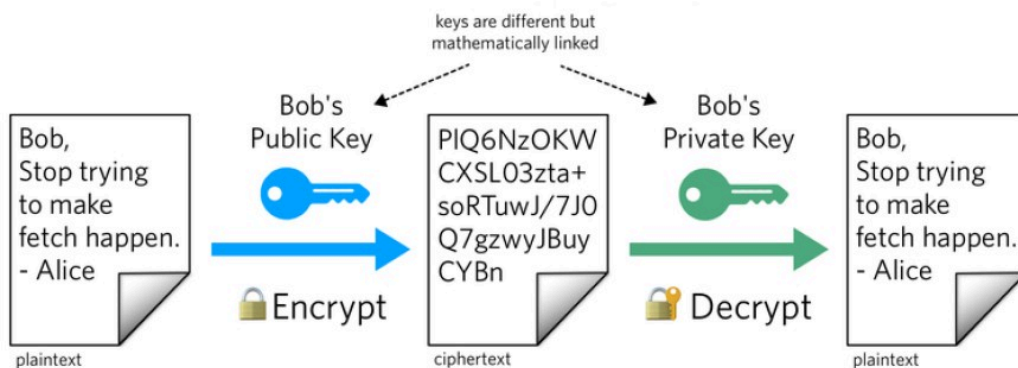 keys are different but
mathematically linked
Bob's
Public Key
Bob's
Private Key
Bob,
Stop trying
to make
fetch happen.
- Alice
PlQ6NzOKW
CXSL03zta+
soRTuwJ/7J0
Q7gzwyJBuy
CYBn
Bob,
Stop trying
to make
fetch happen.
- Alice
Encrypt
Decrypt
plaintext
ciphertext
plaintext